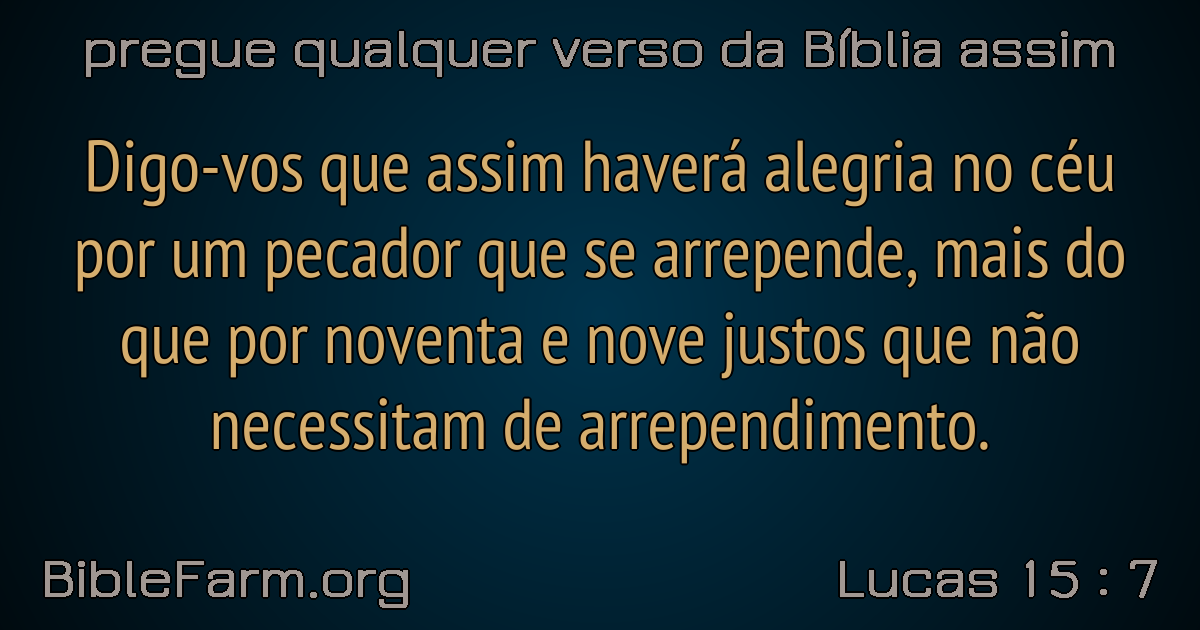 pregue qualquer verso da Bíblia assim
Digo-vos que assim haverá alegria no céu
por um pecador que se arrepende, mais do
que por noventa e nove justos que não
necessitam de arrependimento.
BibleFarm.org
Lucas 15 : 7